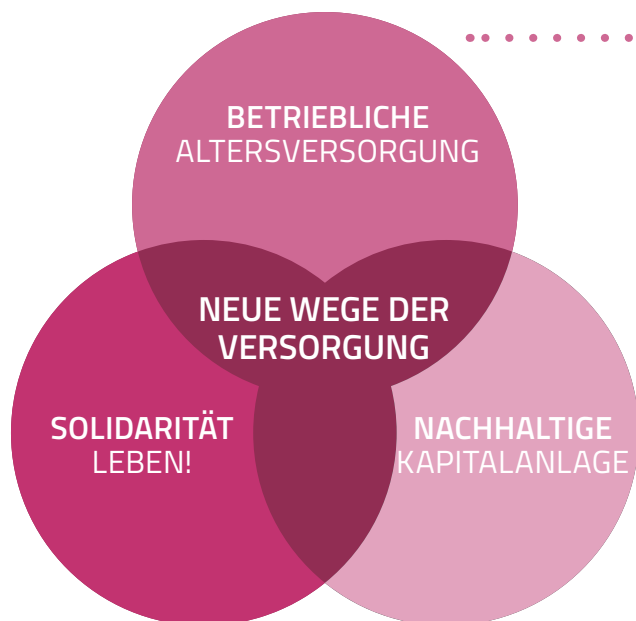 BETRIEBLICHE
ALTERSVERSORGUNG
NEUE WEGE DER
VERSORGUNG
SOLIDARITÄT
LEBEN!
NACHHALTIGE
KAPITALANLAGE